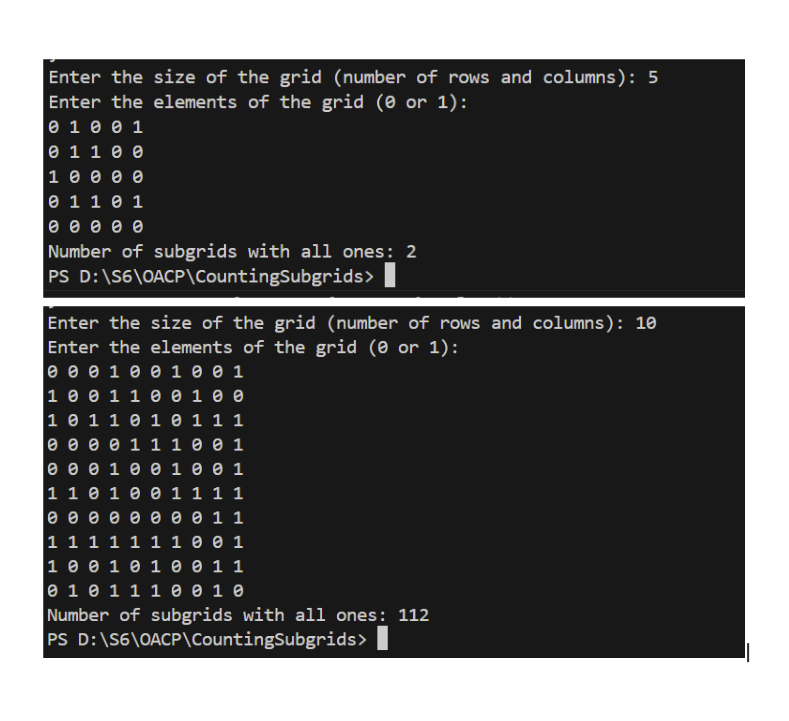 Enter the size of the grid (number of rows and columns): 5
Enter the elements of the grid (0 or 1):
0 1 0 0 1
0 1 1 0 0
1 0 0 0 0
0 1 1 0 1
0 0 0 0 0
Number of subgrids with all ones: 2
PS D:\S6\OACP\CountingSubgrids>
Enter the size of the grid (number of rows and columns): 10
Enter the elements of the grid (0 or 1):
0 0 0 1 0 0 1 0 0 1
1 0 0 1 1 0 0 1 0 0
1 0 1 1 0 1 0 1 1 1
0 0 0 0 1 1 1 0 0 1
0 0 0 1 0 0 1 0 0 1
1 1 0 1 0 0 1 1 1 1
0 0 0 0 0 0 0 0 1 1
1 1 1 1 1 1 1 0 0 1
1 0 0 1 0 1 0 0 1 1
0 1 0 1 1 1 0 0 1 0
Number of subgrids with all ones: 112
PS D:\S6\OACP\CountingSubgrids>